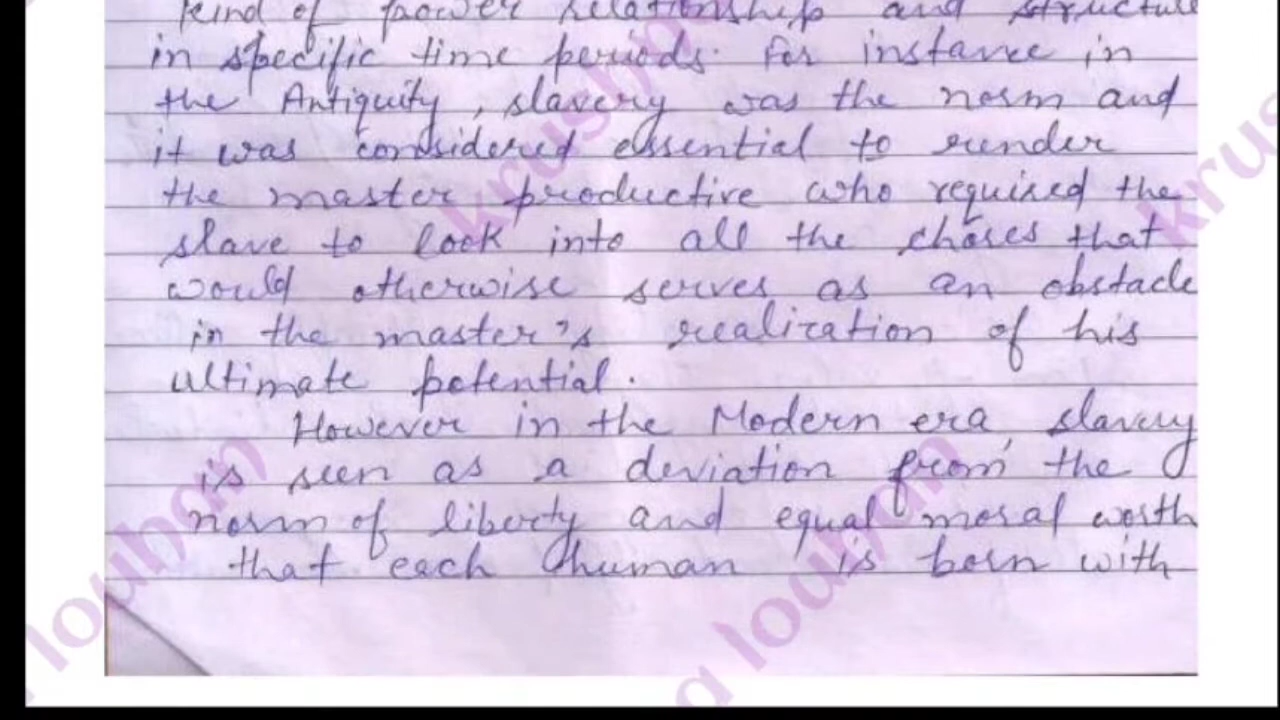 kind of power relationship and structure
in specific time periods. For instance in
the Antiquity, slavery was the norm and
it was considered essential to render
the master productive who required the
slave to look into all the chores that
would otherwise serves as an obstacle
in the master's realization of his
ultimate potential.
However in the Modern era, slavery
is seen as a deviation from the
norm of liberty and equal moral worth
that each human is born with
krushna
krus
louhan
a louhan